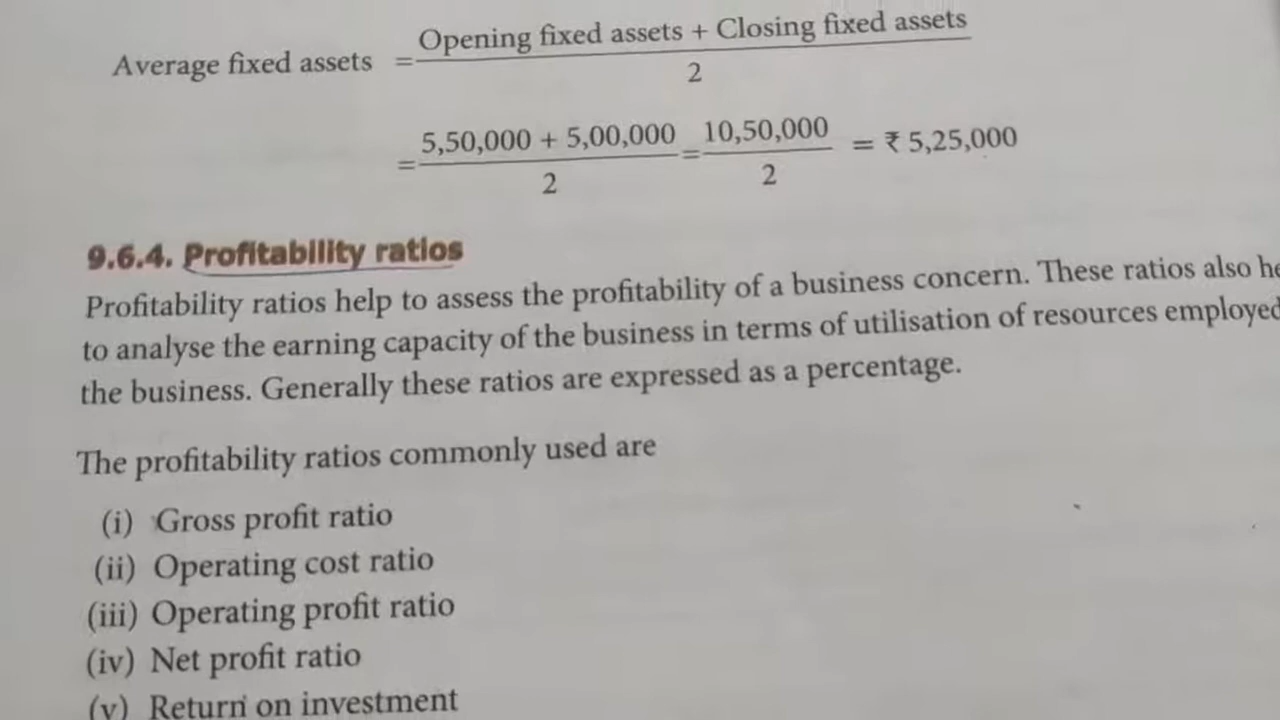 Average fixed assets = Opening fixed assets + Closing fixed assets / 2
= 5,50,000 + 5,00,000 / 2 = 10,50,000 / 2 = ₹ 5,25,000
9.6.4. Profitability ratios
Profitability ratios help to assess the profitability of a business concern. These ratios also he
to analyse the earning capacity of the business in terms of utilisation of resources employed
the business. Generally these ratios are expressed as a percentage.
The profitability ratios commonly used are
(i) Gross profit ratio
(ii) Operating cost ratio
(iii) Operating profit ratio
(iv) Net profit ratio
(v) Return on investment